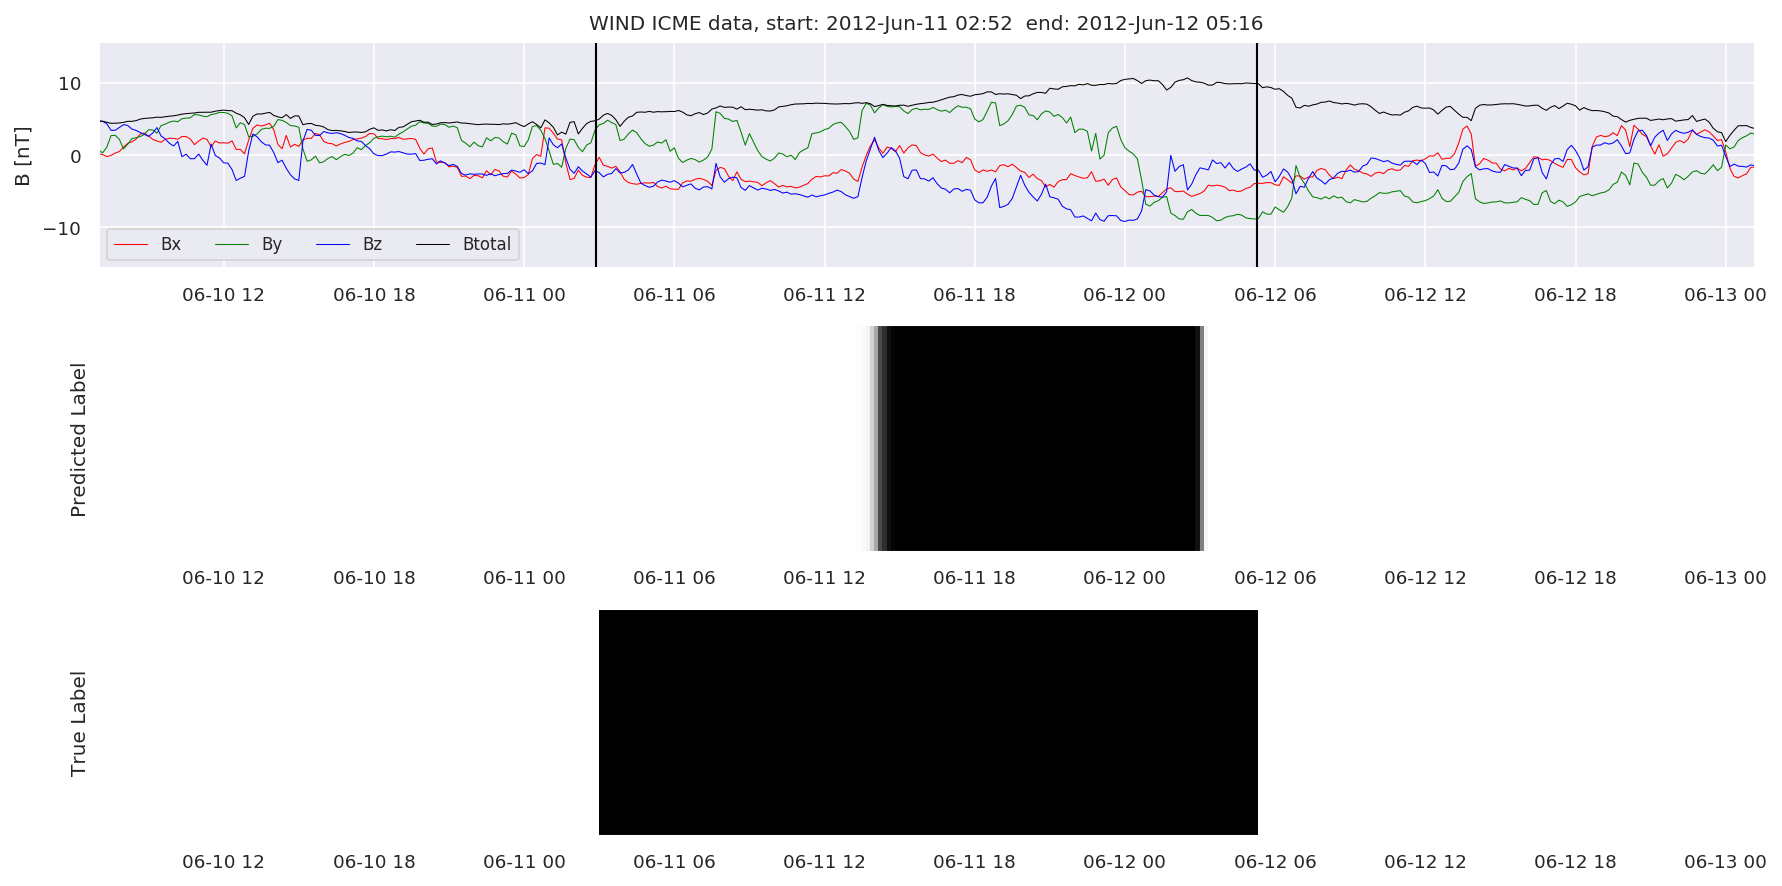 WIND ICME data, start: 2012-Jun-11 02:52  end: 2012-Jun-12 05:16
B [nT]
10
0
−10
Bx By Bz Btotal
06-10 12 06-10 18 06-11 00 06-11 06 06-11 12 06-11 18 06-12 00 06-12 06 06-12 12 06-12 18 06-13 00
Predicted Label
06-10 12 06-10 18 06-11 00 06-11 06 06-11 12 06-11 18 06-12 00 06-12 06 06-12 12 06-12 18 06-13 00
True Label
06-10 12 06-10 18 06-11 00 06-11 06 06-11 12 06-11 18 06-12 00 06-12 06 06-12 12 06-12 18 06-13 00